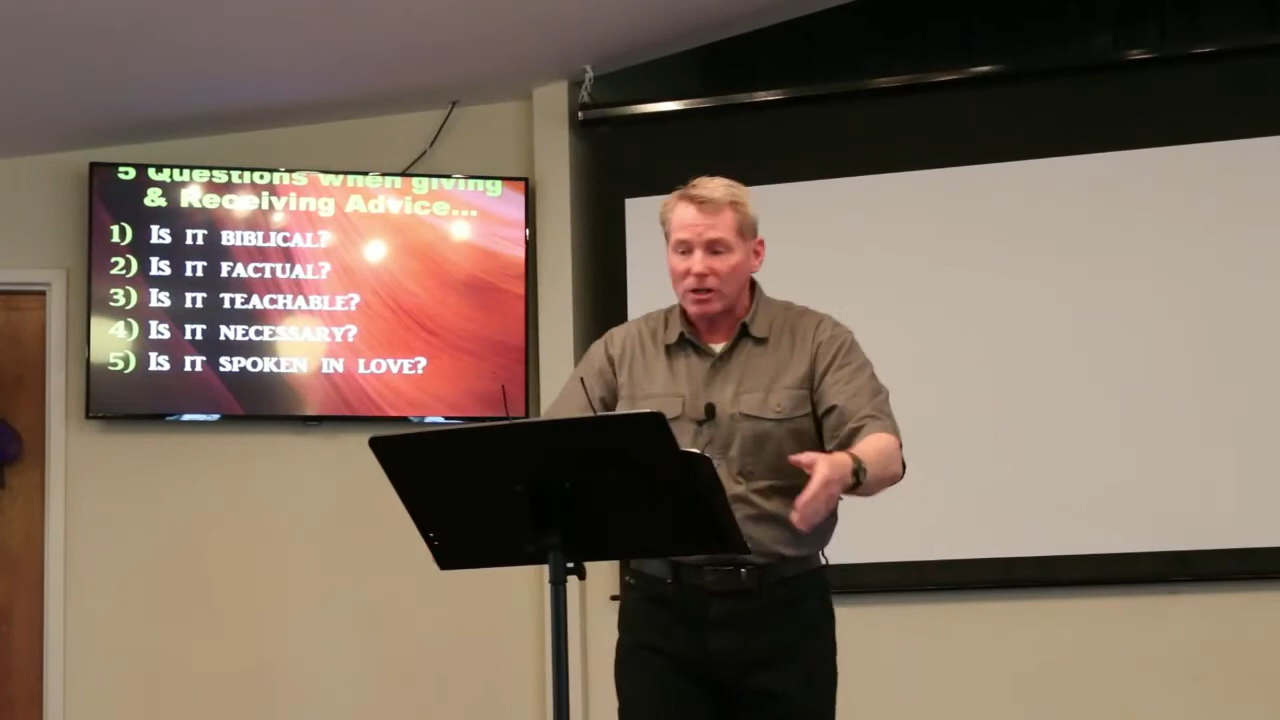 5 Questions when giving
& Receiving Advice...
1) Is it biblical?
2) Is it factual?
3) Is it teachable?
4) Is it necessary?
5) Is it spoken in love?